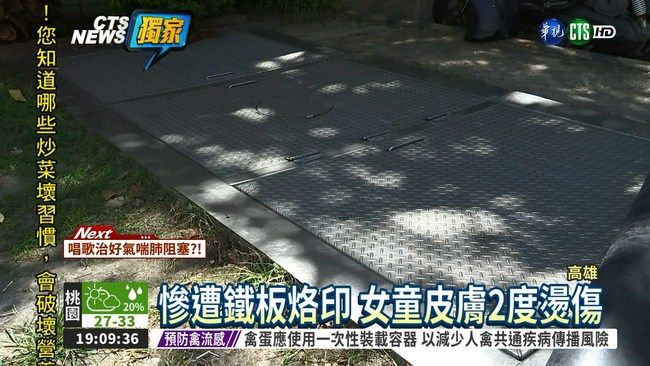 CTS
NEWS 獨家
華視 CTS HD
！您知道哪些炒菜壞習慣，會破壞營養
Next
唱歌治好氣喘肺阻塞?!
高雄
桃園
20%
27-33
慘遭鐵板烙印 女童皮膚2度燙傷
19:09:36
預防禽流感 禽蛋應使用一次性裝載容器 以減少人禽共通疾病傳播風險